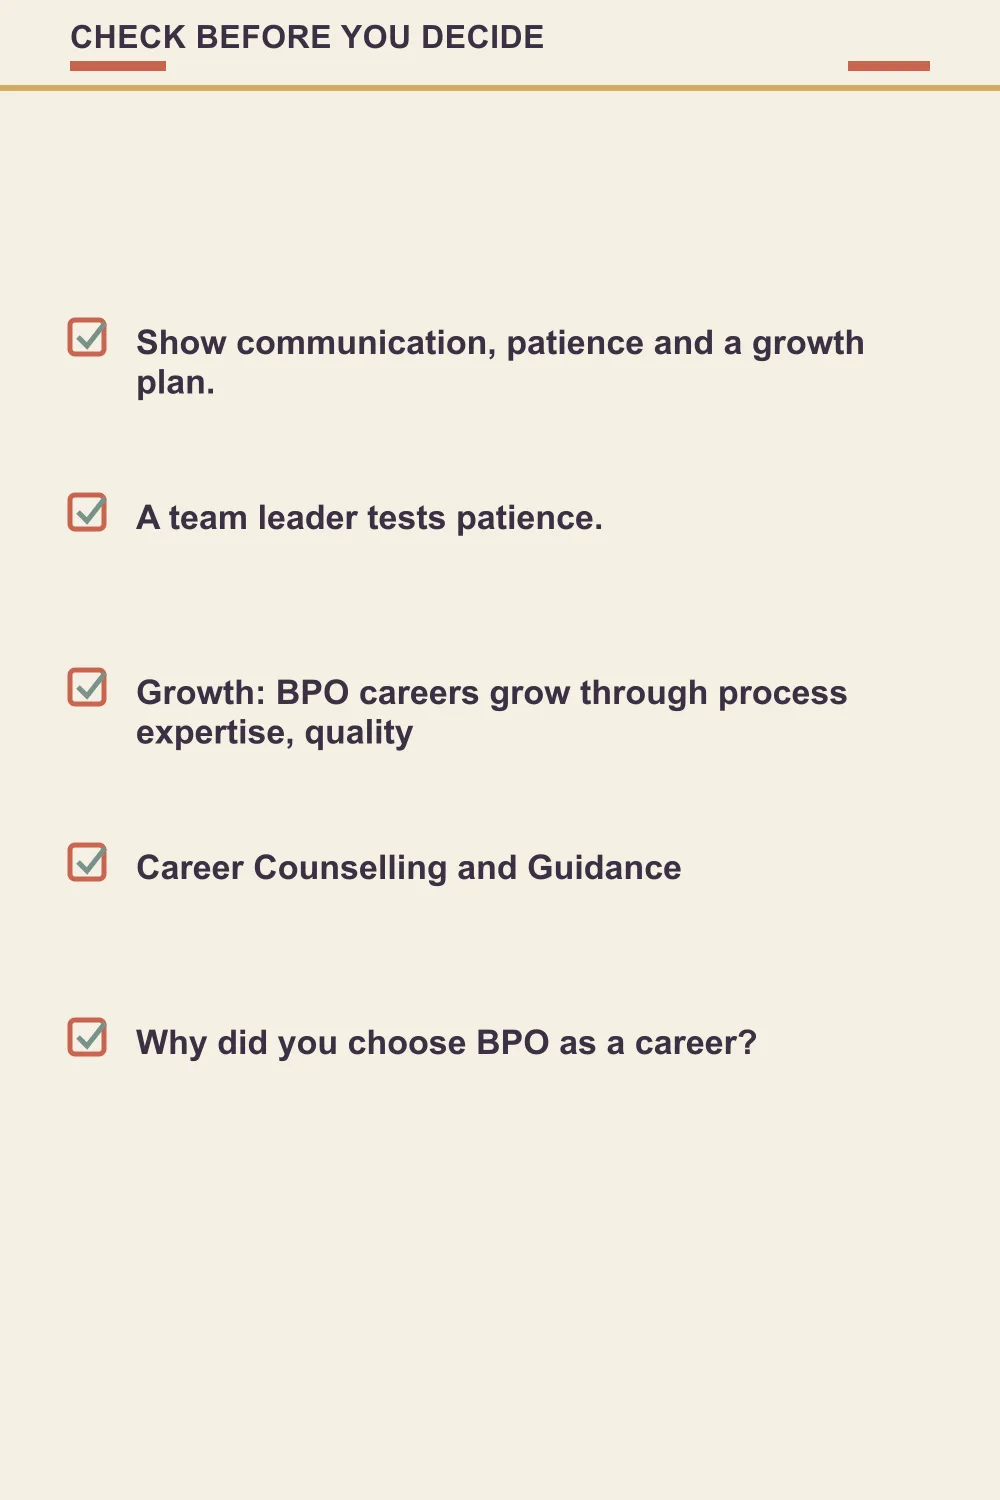 CHECK BEFORE YOU DECIDE
Show communication, patience and a growth
plan.
A team leader tests patience.
Growth: BPO careers grow through process
expertise, quality
Career Counselling and Guidance
Why did you choose BPO as a career?